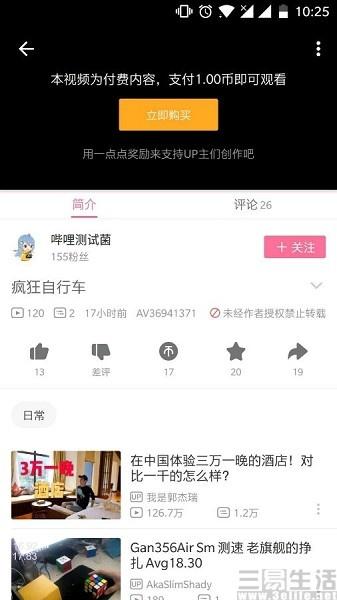 10:25
本视频为付费内容，支付1.00币即可观看
立即购买
用一点点奖励来支持UP主们创作吧
简介
评论 26
哔哩测试菌
155粉丝
+ 关注
疯狂自行车
120 2 17小时前 AV36941371 未经作者授权禁止转载
13 差评 17 20 19
日常
3万一晚
酒店
在中国体验三万一晚的酒店！对比一千的怎么样?
UP 我是郭杰瑞
126.7万 1.2万
Gan356Air Sm 测速 老旗舰的挣扎 Avg18.30
UP AkaSlimShady
三易生活
www.3elife.net